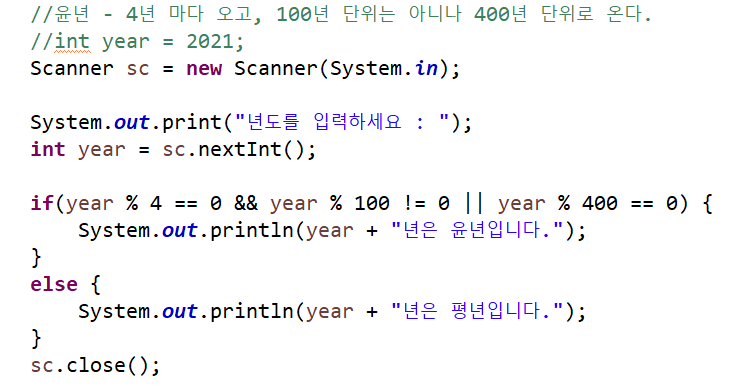 //윤년 - 4년 마다 오고, 100년 단위는 아니나 400년 단위로 온다.
//int year = 2021;
Scanner sc = new Scanner(System.in);
System.out.print("년도를 입력하세요 : ");
int year = sc.nextInt();
if(year % 4 == 0 && year % 100 != 0 || year % 400 == 0) {
    System.out.println(year + "년은 윤년입니다.");
}
else {
    System.out.println(year + "년은 평년입니다.");
}
sc.close();